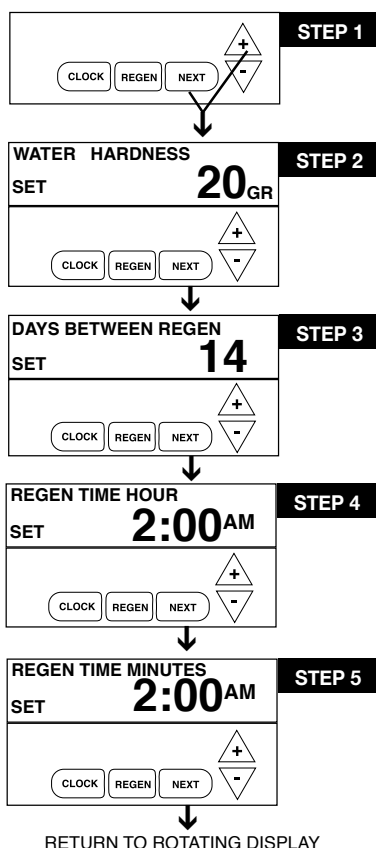 STEP 1
+
CLOCK REGEN NEXT -
WATER HARDNESS
STEP 2
SET 20GR
+
CLOCK REGEN NEXT -
DAYS BETWEEN REGEN
STEP 3
SET 14
+
CLOCK REGEN NEXT -
REGEN TIME HOUR
STEP 4
SET 2:00AM
+
CLOCK REGEN NEXT -
REGEN TIME MINUTES
STEP 5
SET 2:00AM
+
CLOCK REGEN NEXT -
RETURN TO ROTATING DISPLAY